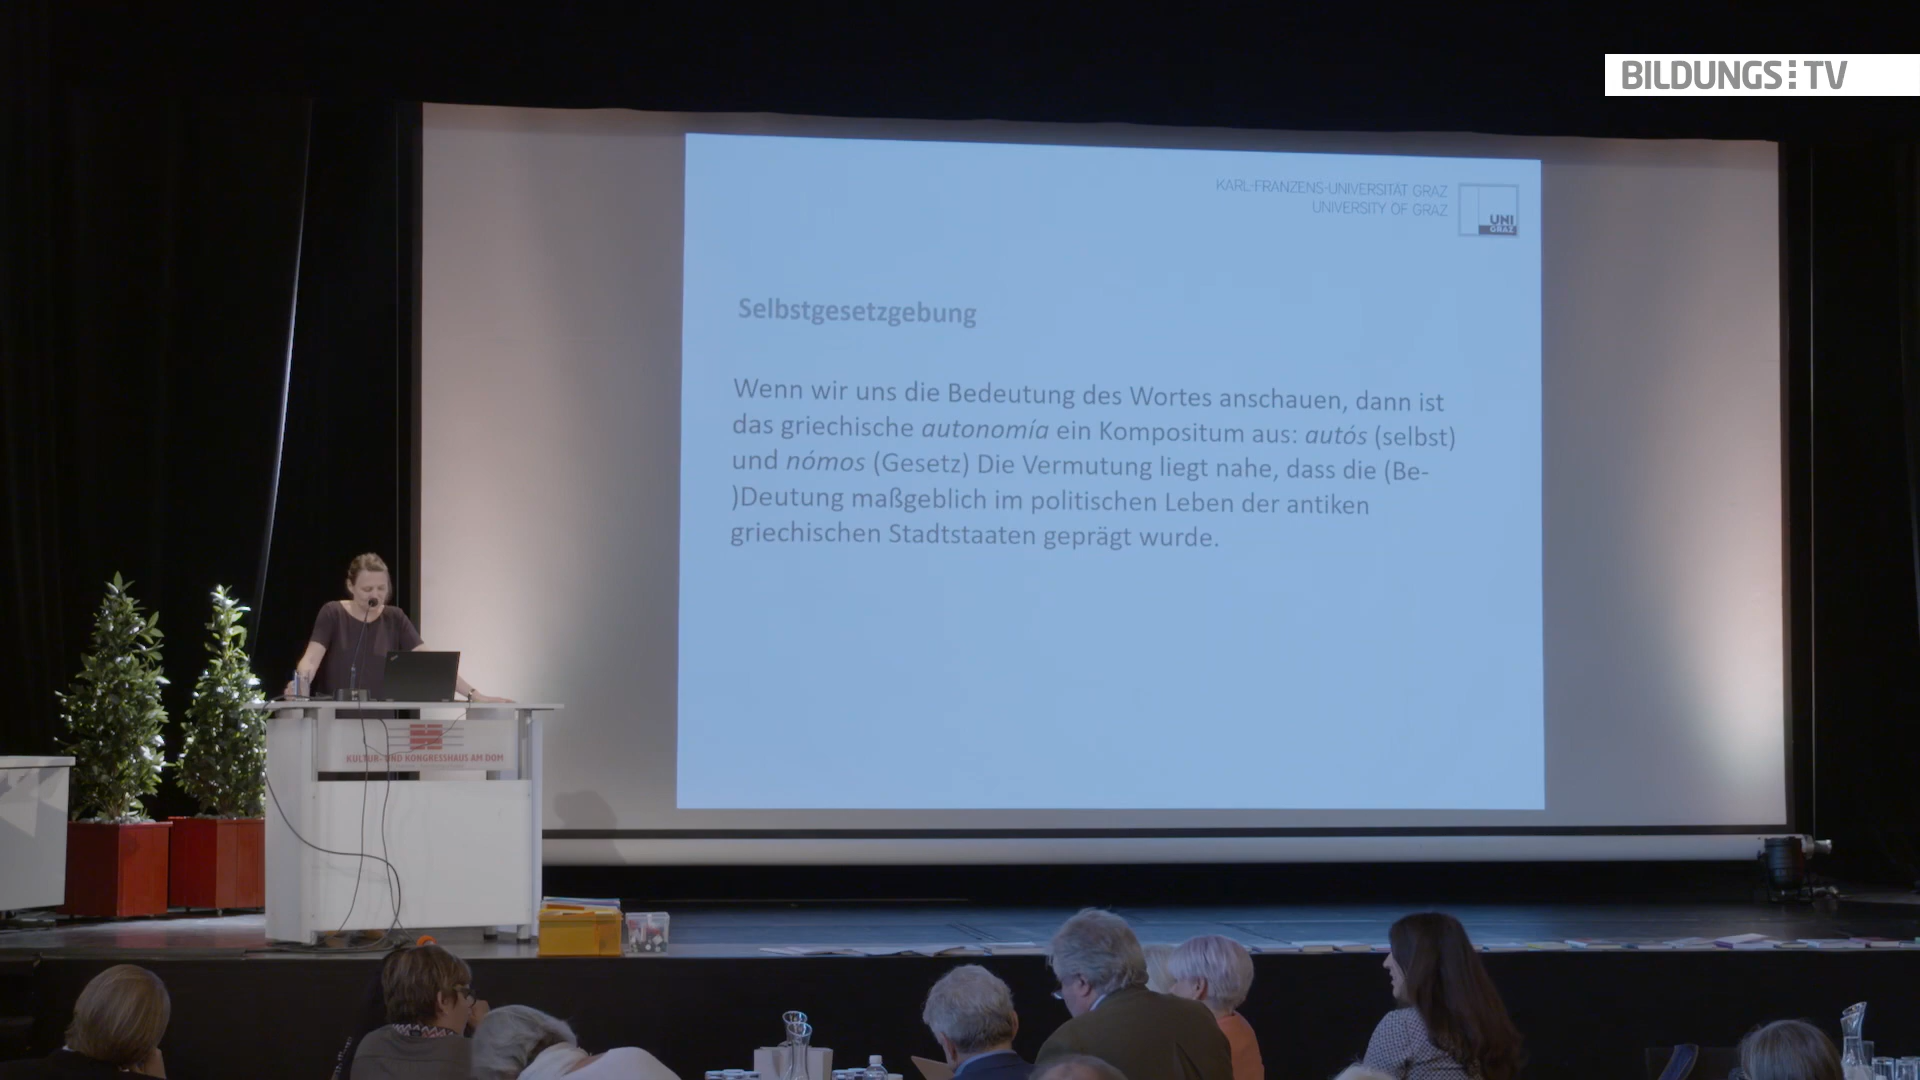 BILDUNGS⋮TV
KARL-FRANZENS-UNIVERSITÄT GRAZ
UNIVERSITY OF GRAZ
UNI
GRAZ
Selbstgesetzgebung
Wenn wir uns die Bedeutung des Wortes anschauen, dann ist
das griechische autonomía ein Kompositum aus: autós (selbst)
und nómos (Gesetz) Die Vermutung liegt nahe, dass die (Be-
)Deutung maßgeblich im politischen Leben der antiken
griechischen Stadtstaaten geprägt wurde.
KULTUR- UND KONGRESSHAUS AM DOM